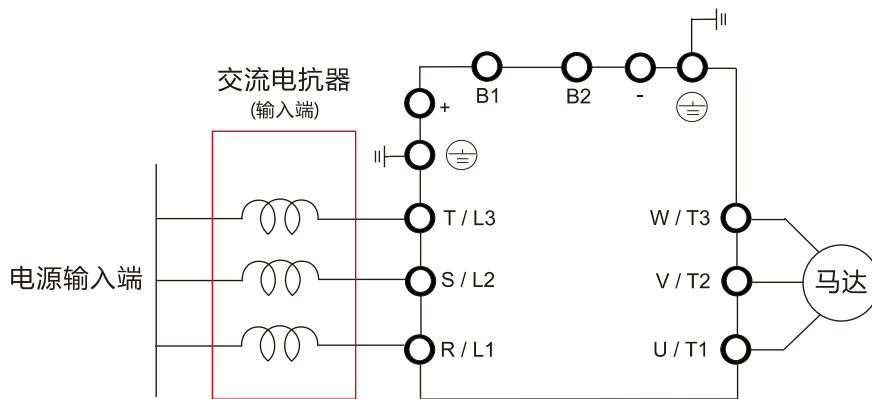 交流电抗器
(输入端)
B1
B2
-
+
T / L3
W / T3
电源输入端
S / L2
V / T2
马达
R / L1
U / T1